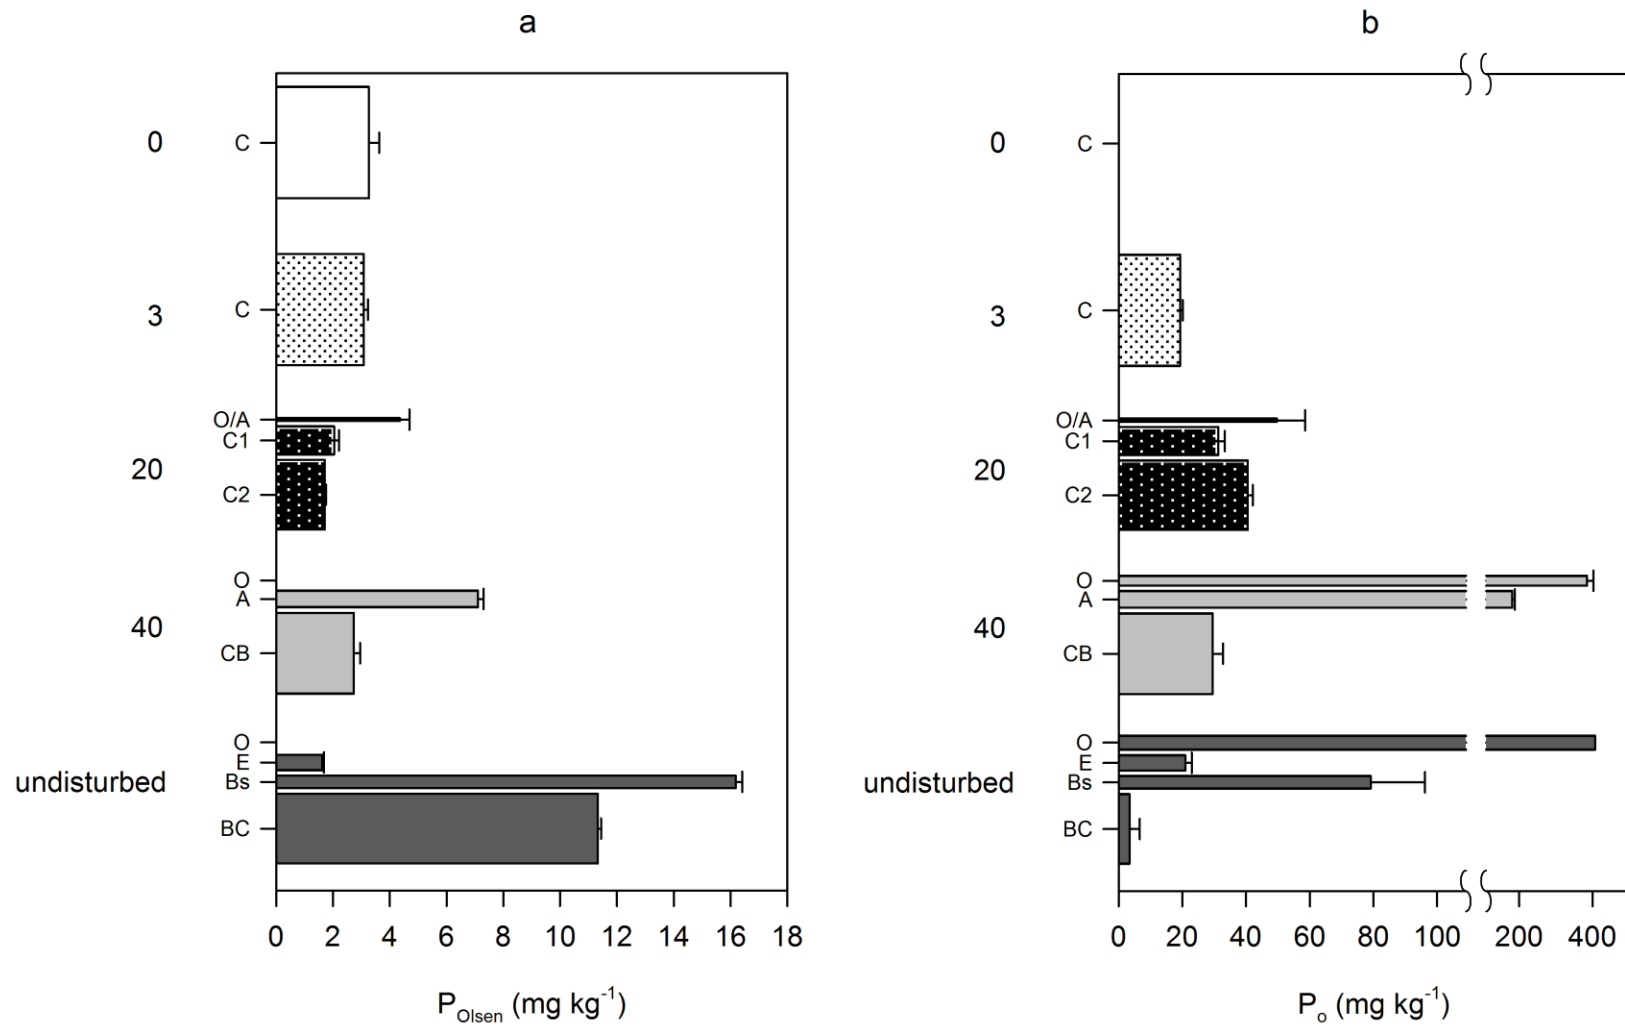 a
0
C
3
C
O/A
C1
20
C2
O
A
40
CB
O
E
undisturbed
Bs
BC
0 2 4 6 8 10 12 14 16 18
P_Olsen (mg kg⁻¹)
b
0
C
3
C
O/A
C1
20
C2
O
A
40
CB
O
E
undisturbed
Bs
BC
0 20 40 60 80 100 200 400
P_o (mg kg⁻¹)